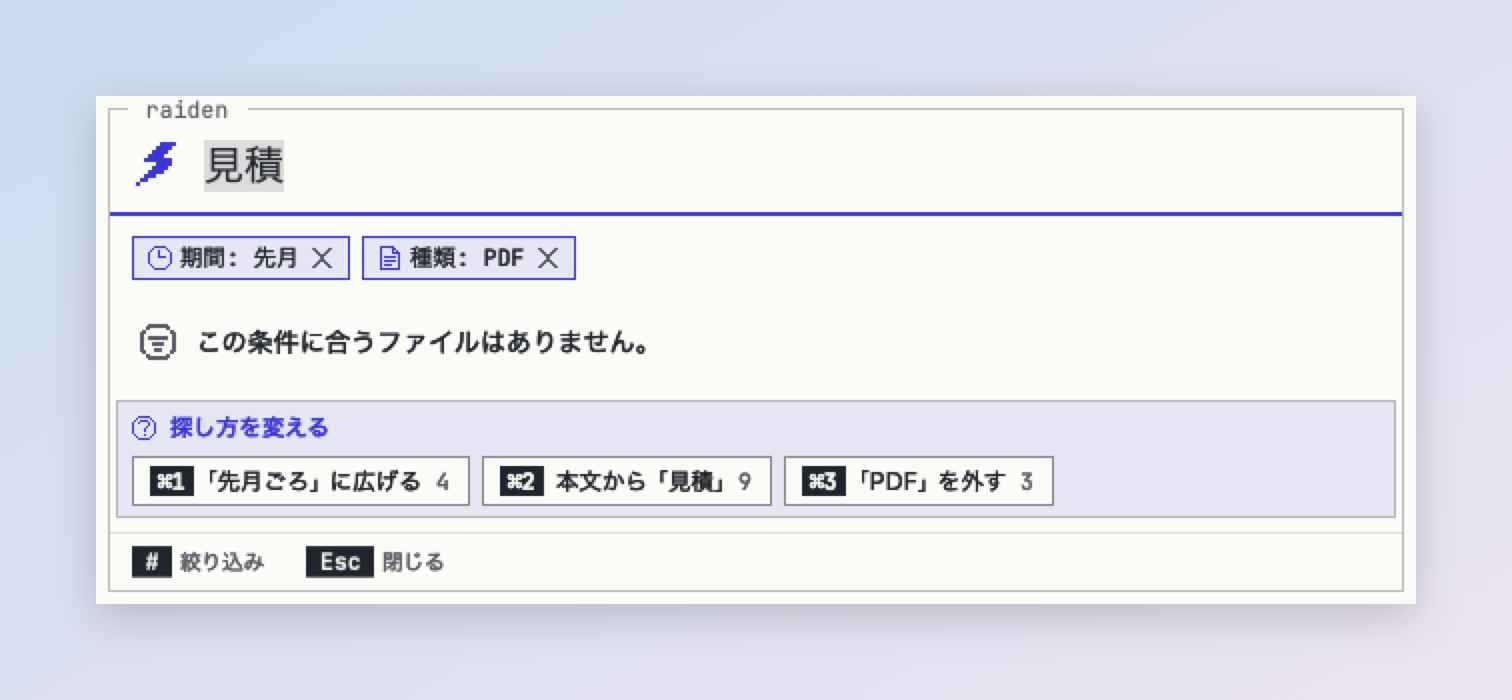 raiden
見積
期間: 先月 種類: PDF
この条件に合うファイルはありません。
探し方を変える
⌘1 「先月ごろ」に広げる 4 ⌘2 本文から「見積」 9 ⌘3 「PDF」を外す 3
# 絞り込み Esc 閉じる